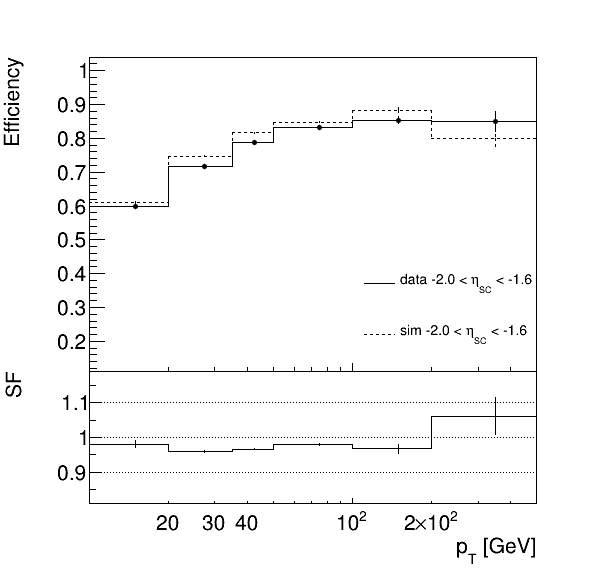 Efficiency
1
0.9
0.8
0.7
0.6
0.5
0.4
0.3
0.2
data -2.0 < η_SC < -1.6
sim -2.0 < η_SC < -1.6
SF
1.1
1
0.9
20 30 40 10² 2×10²
p_T [GeV]